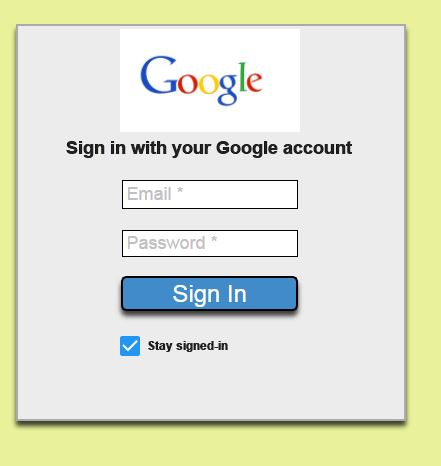 Google
Sign in with your Google account
Email *
Password *
Sign In
Stay signed-in